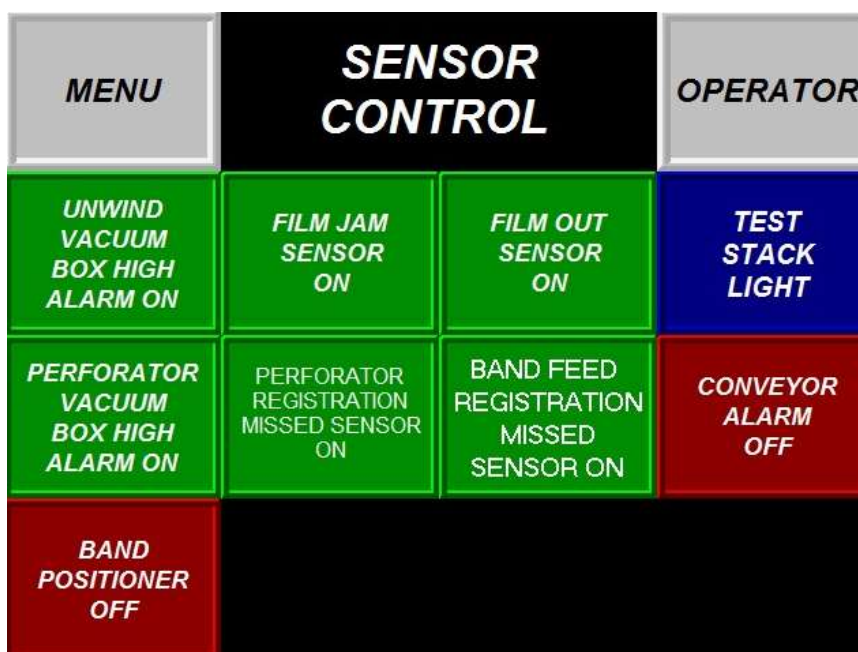 MENU
SENSOR
CONTROL
OPERATOR
UNWIND
VACUUM
BOX HIGH
ALARM ON
FILM JAM
SENSOR
ON
FILM OUT
SENSOR
ON
TEST
STACK
LIGHT
PERFORATOR
VACUUM
BOX HIGH
ALARM ON
PERFORATOR
REGISTRATION
MISSED SENSOR
ON
BAND FEED
REGISTRATION
MISSED
SENSOR ON
CONVEYOR
ALARM
OFF
BAND
POSITIONER
OFF